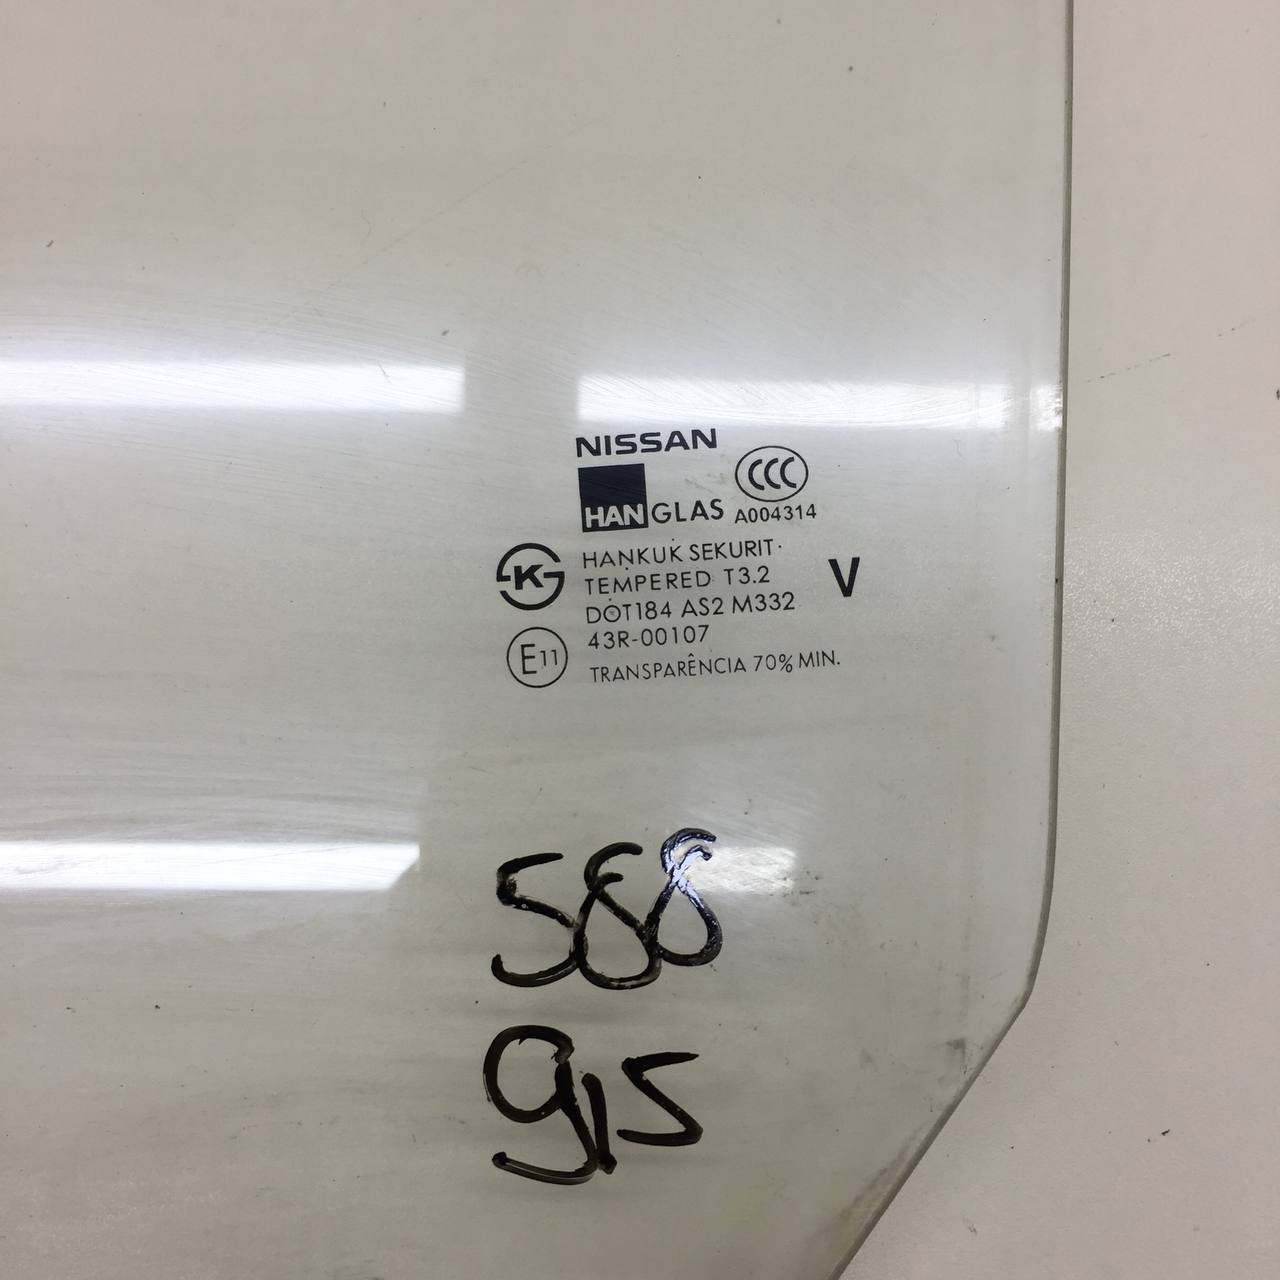 NISSAN
HANGLAS
CCC
A004314
K
HANKUK SEKURIT
TEMPERED T3.2
V
DOT184 AS2 M332
43R-00107
E11
TRANSPARÊNCIA 70% MIN.
588
915